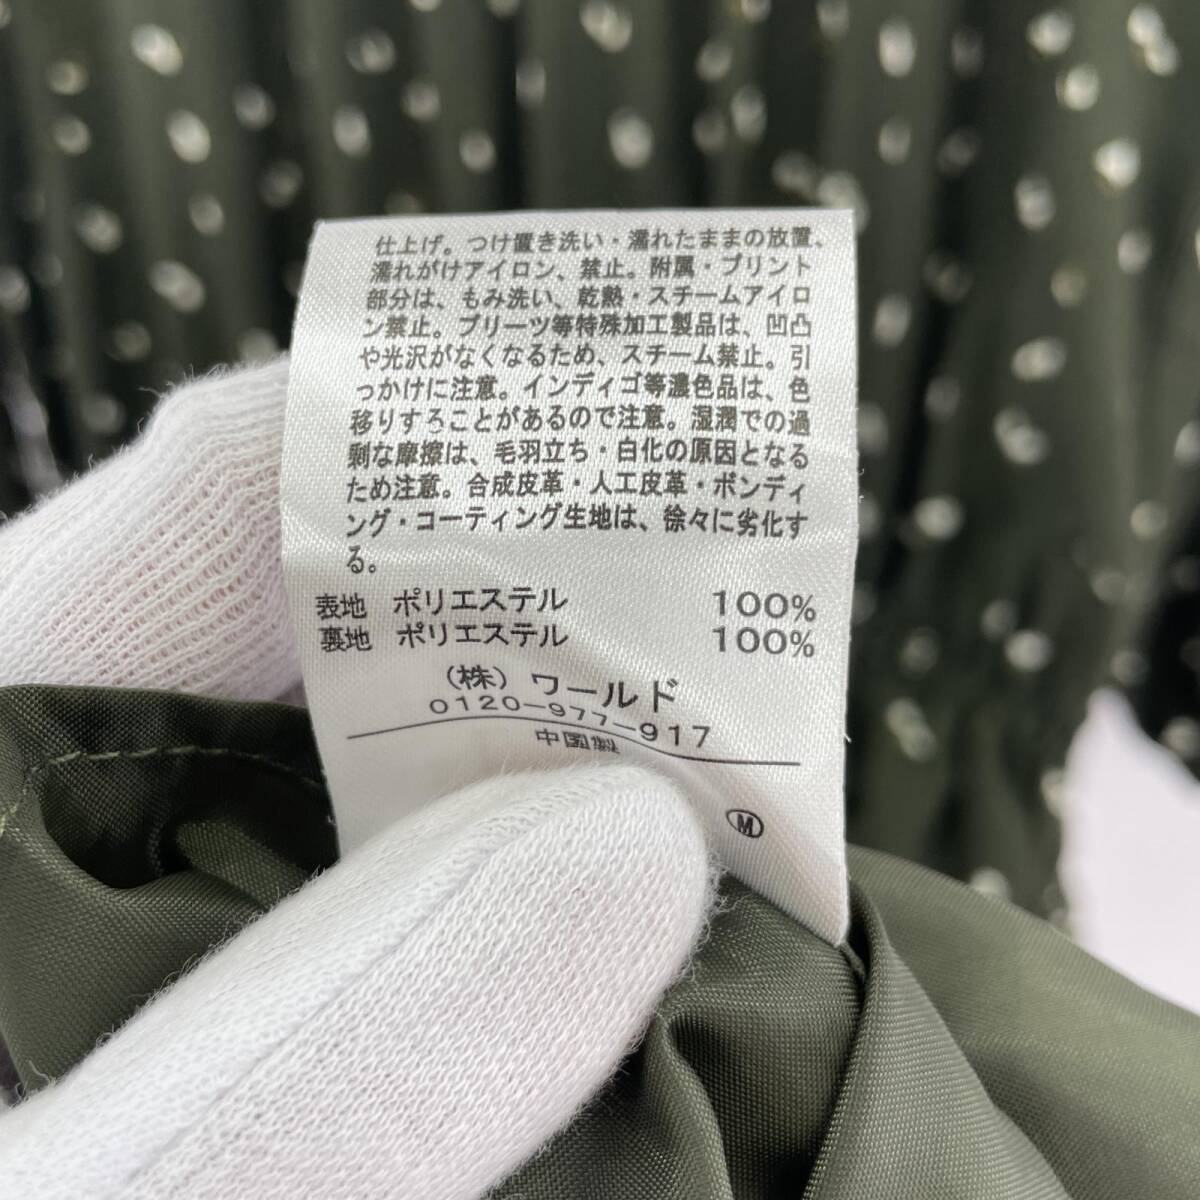 仕上げ。つけ置き洗い・濡れたままの放置、
濡れがけアイロン、禁止。附属・プリント
部分は、もみ洗い、乾熱・スチームアイロ
ン禁止。プリーツ等特殊加工製品は、凹凸
や光沢がなくなるため、スチーム禁止。引
っかけに注意。インディゴ等濃色品は、色
移りすることがあるので注意。湿潤での過
剰な摩擦は、毛羽立ち・白化の原因となる
ため注意。合成皮革・人工皮革・ボンディ
ング・コーティング生地は、徐々に劣化す
る。
表地 ポリエステル 100%
裏地 ポリエステル 100%
(株) ワールド
0120-977-917
中国製
M